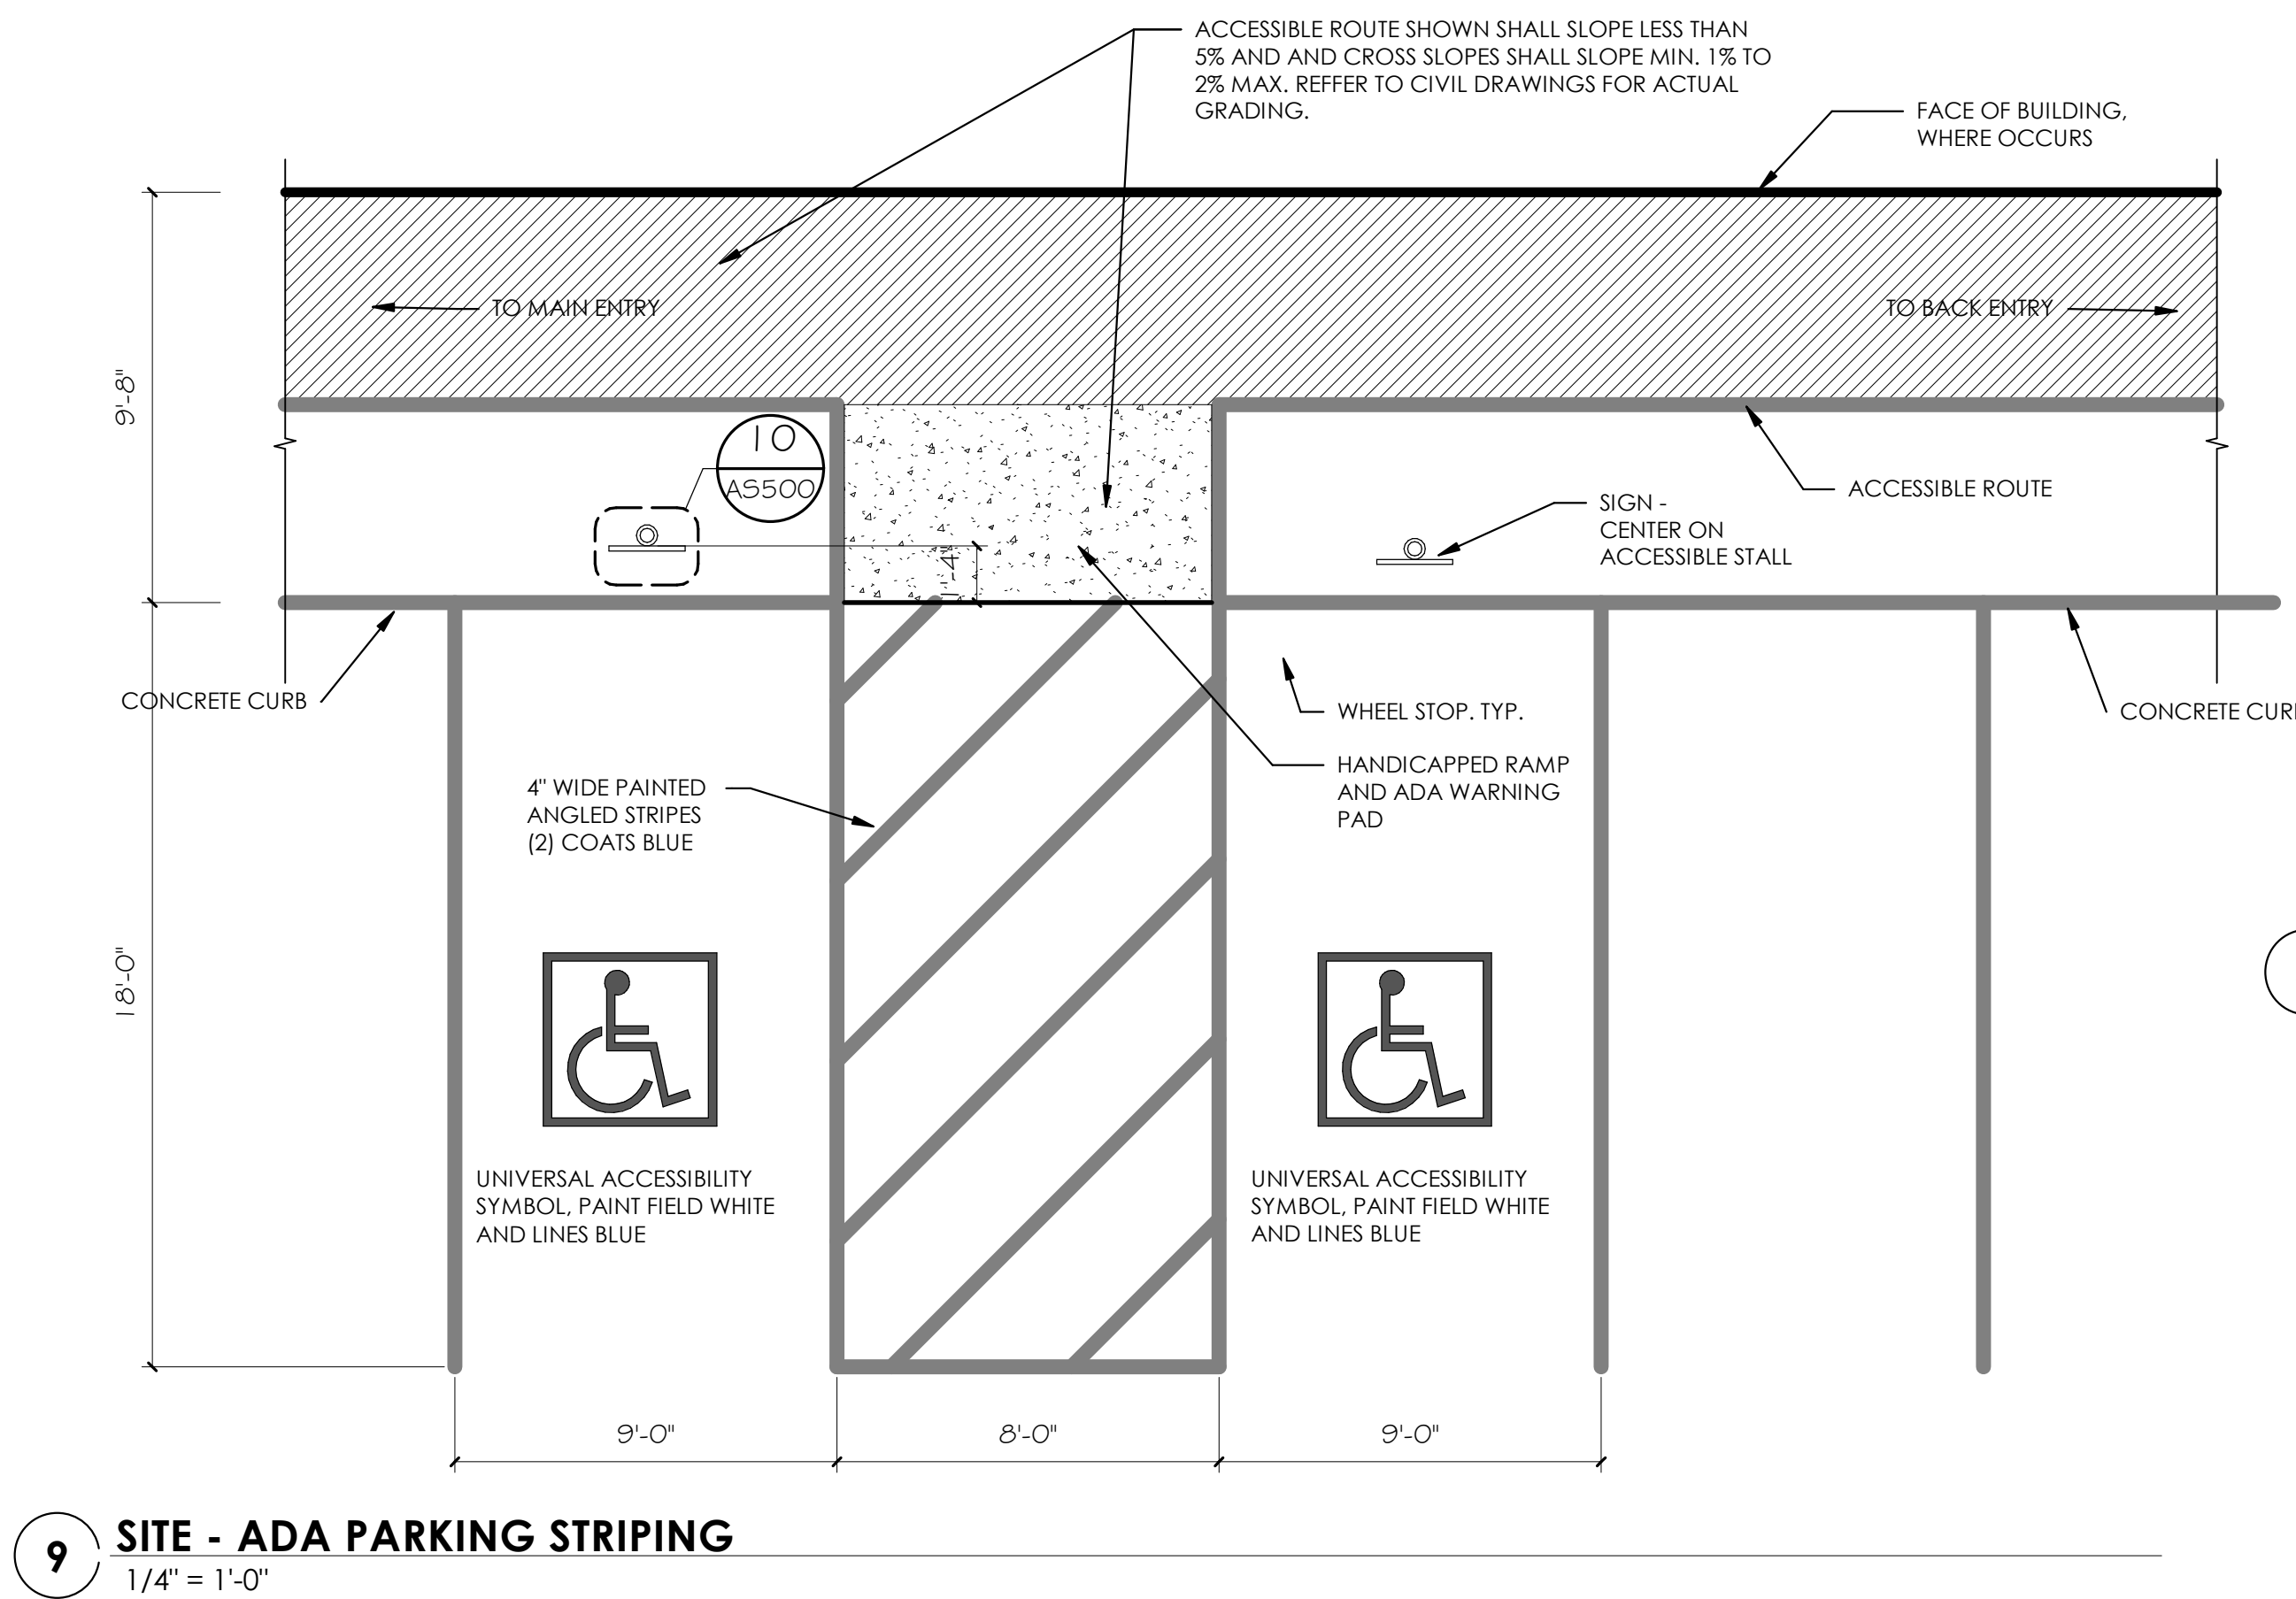 ACCESSIBLE ROUTE SHOWN SHALL SLOPE LESS THAN
5% AND AND CROSS SLOPES SHALL SLOPE MIN. 1% TO
2% MAX. REFFER TO CIVIL DRAWINGS FOR ACTUAL
GRADING.
FACE OF BUILDING,
WHERE OCCURS
TO MAIN ENTRY
TO BACK ENTRY
9'-8"
10
AS500
ACCESSIBLE ROUTE
SIGN -
CENTER ON
ACCESSIBLE STALL
CONCRETE CURB
WHEEL STOP. TYP.
CONCRETE CUR
HANDICAPPED RAMP
AND ADA WARNING
PAD
4" WIDE PAINTED
ANGLED STRIPES
(2) COATS BLUE
18'-0"
UNIVERSAL ACCESSIBILITY
SYMBOL, PAINT FIELD WHITE
AND LINES BLUE
UNIVERSAL ACCESSIBILITY
SYMBOL, PAINT FIELD WHITE
AND LINES BLUE
9'-0"
8'-0"
9'-0"
9
SITE - ADA PARKING STRIPING
1/4" = 1'-0"